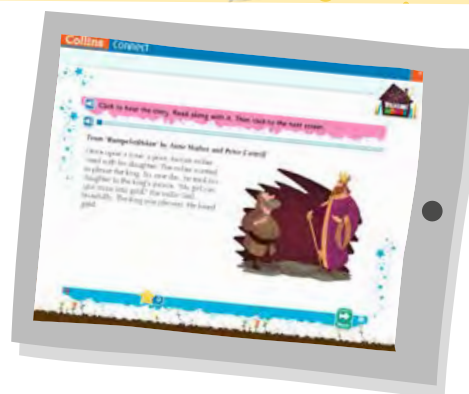 Collins Connect
Click to hear the story. Read along with it. Then click to the next screen.
From 'Rumpelstiltskin' by Anne Walter and Peter
Once upon a time, a poor, foolish miller
lived with his daughter. The miller wanted
to please the king. So one day, he took his
daughter to the king's palace. "My girl can
spin straw into gold!" the miller said
boastfully. The king was pleased. He loved
gold.